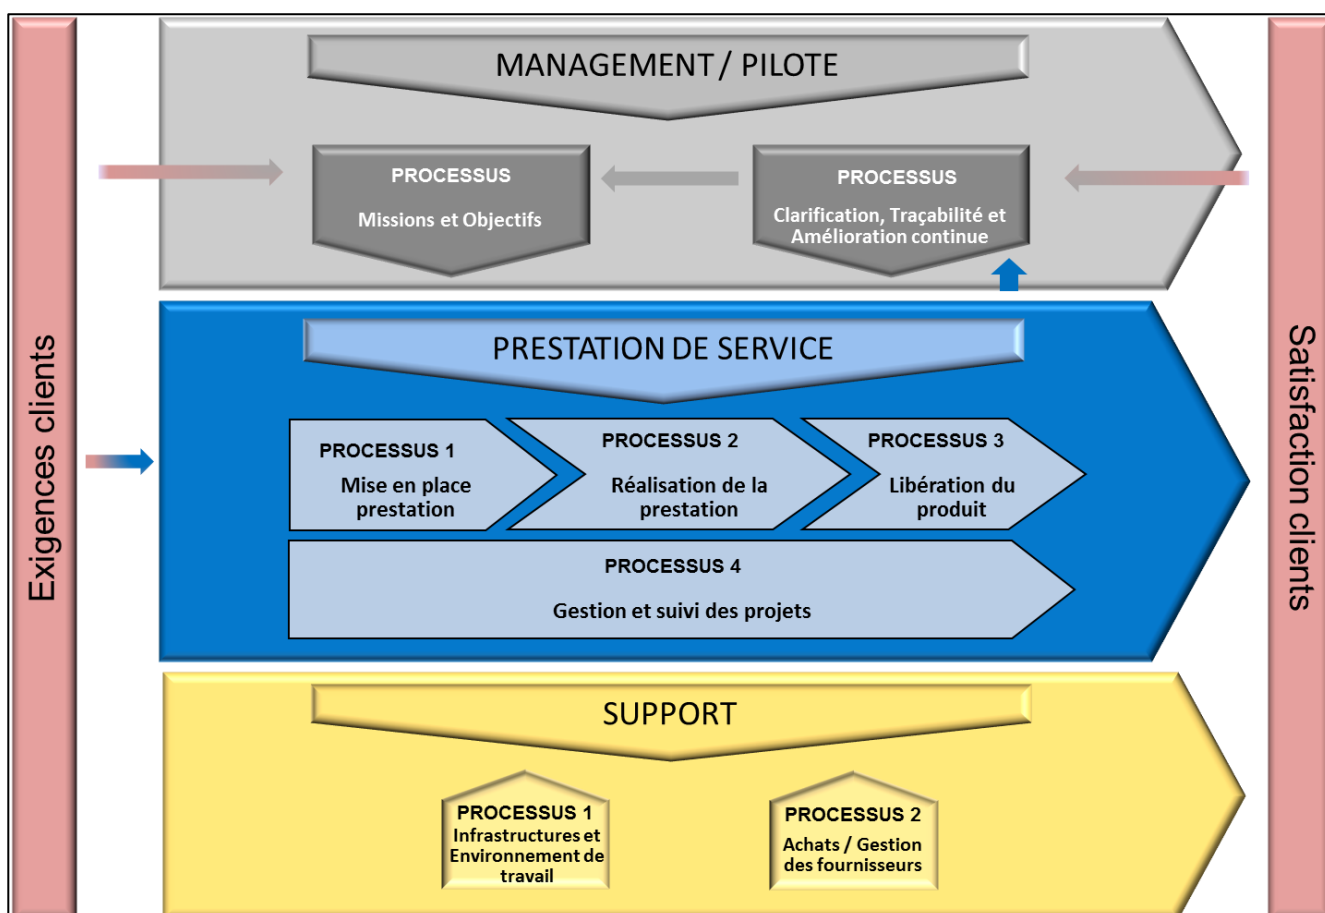 Exigences clients
MANAGEMENT / PILOTE
PROCESSUS
Missions et Objectifs
PROCESSUS
Clarification, Traçabilité et
Amélioration continue
PRESTATION DE SERVICE
PROCESSUS 1
Mise en place
prestation
PROCESSUS 2
Réalisation de la
prestation
PROCESSUS 3
Libération du
produit
PROCESSUS 4
Gestion et suivi des projets
SUPPORT
PROCESSUS 1
Infrastructures et
Environnement de
travail
PROCESSUS 2
Achats / Gestion
des fournisseurs
Satisfaction clients